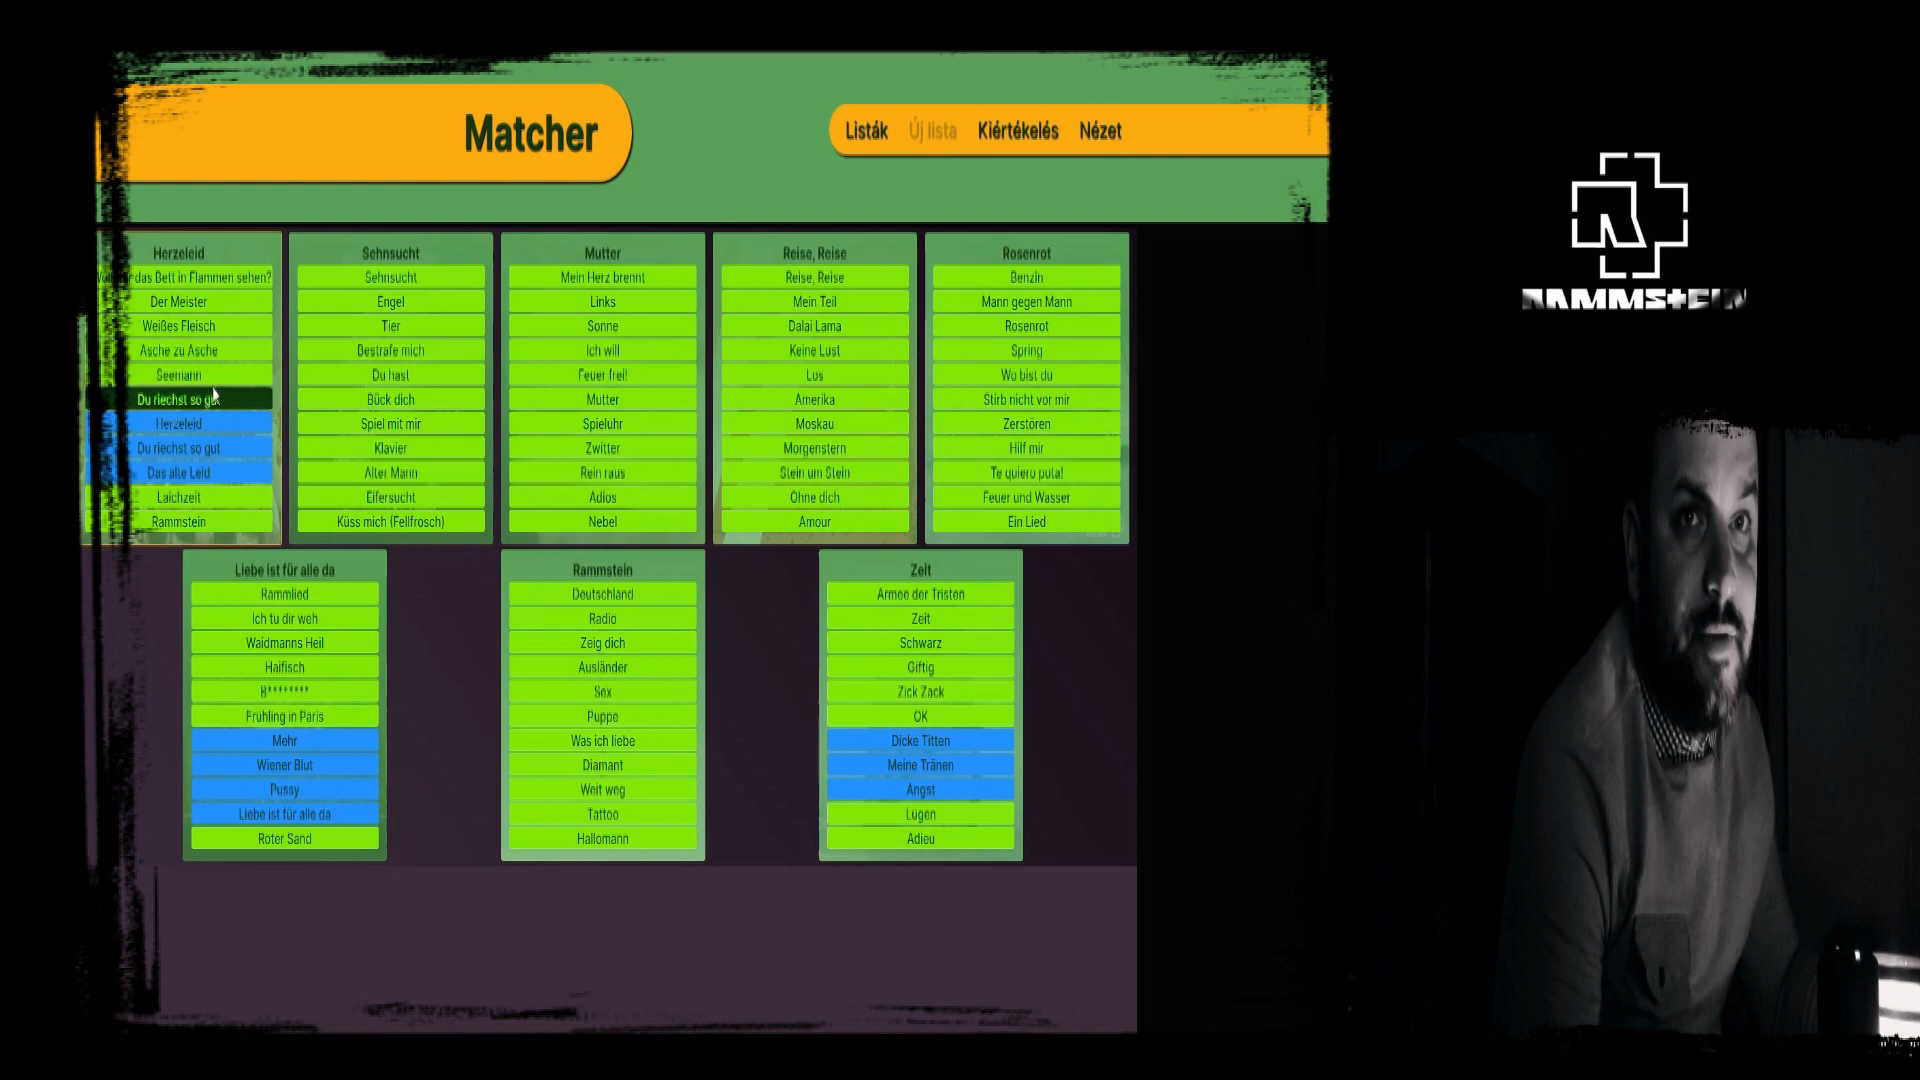 Matcher
Listák Új lista Kiértékelés Nézet
RAMMSTEIN
Herzeleid
das Bett in Flammen sehen?
Der Meister
Weißes Fleisch
Asche zu Asche
Seemann
Du riechst so gut
Herzeleid
Du riechst so gut
Das alte Leid
Laichzeit
Rammstein
Sehnsucht
Sehnsucht
Engel
Tier
Bestrafe mich
Du hast
Bück dich
Spiel mit mir
Klavier
Alter Mann
Eifersucht
Küss mich (Fellfrosch)
Mutter
Mein Herz brennt
Links
Sonne
Ich will
Feuer frei!
Mutter
Spieluhr
Zwitter
Rein raus
Adios
Nebel
Reise, Reise
Reise, Reise
Mein Teil
Dalai Lama
Keine Lust
Los
Amerika
Moskau
Morgenstern
Stein um Stein
Ohne dich
Amour
Rosenrot
Benzin
Mann gegen Mann
Rosenrot
Spring
Wo bist du
Stirb nicht vor mir
Zerstören
Hilf mir
Te quiero puta!
Feuer und Wasser
Ein Lied
Liebe ist für alle da
Rammlied
Ich tu dir weh
Waidmanns Heil
Haifisch
B********
Frühling in Paris
Mehr
Wiener Blut
Pussy
Liebe ist für alle da
Roter Sand
Rammstein
Deutschland
Radio
Zeig dich
Ausländer
Sex
Puppe
Was ich liebe
Diamant
Weit weg
Tattoo
Hallomann
Zeit
Armee der Tristen
Zeit
Schwarz
Giftig
Zick Zack
OK
Dicke Titten
Meine Tränen
Angst
Lügen
Adieu